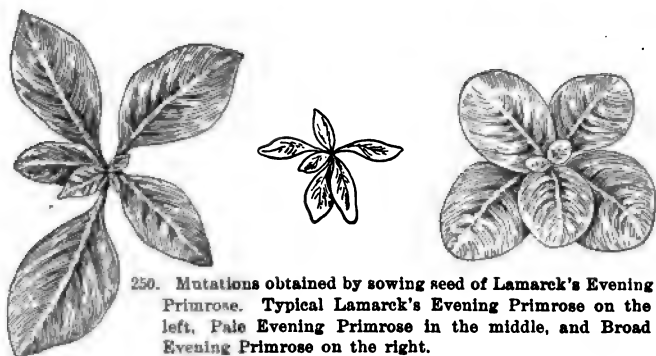 250. Mutations obtained by sowing seed of Lamarck's Evening
Primrose. Typical Lamarck's Evening Primrose on the
left, Pale Evening Primrose in the middle, and Broad
Evening Primrose on the right.